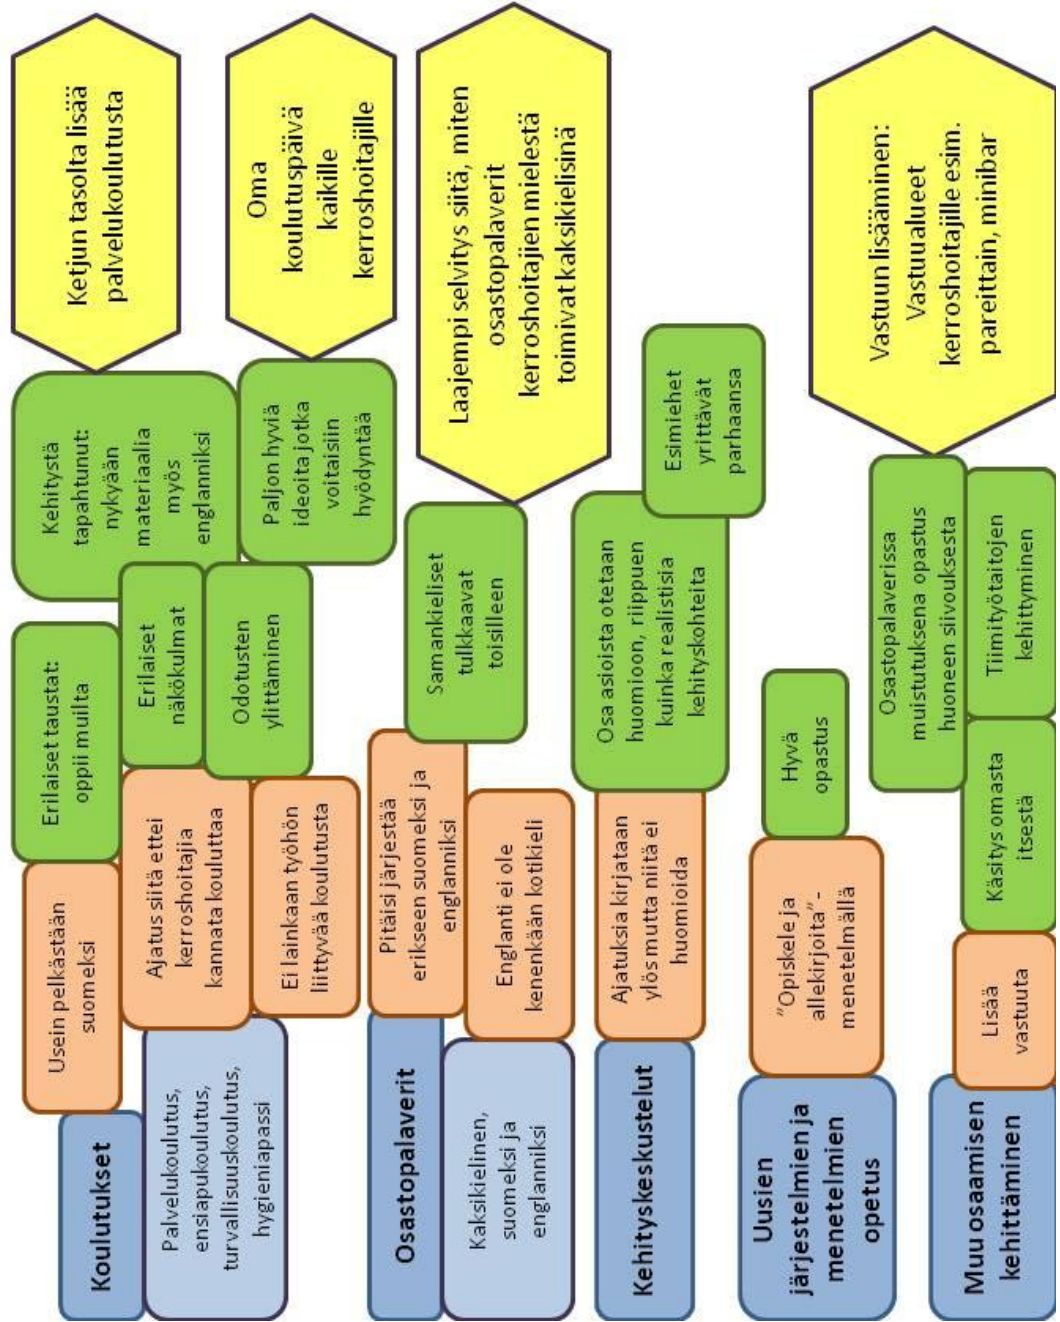 Koulutukset
Palvelukoulutus,
ensiapukoulutus,
turvallisuuskoulutus,
hygieniapassi
Usein pelkästään
suomeksi
Ajatus siitä ettei
kerroshoitajia
kannata kouluttaa
Ei lainkaan työhön
liittyvää koulutusta
Erilaiset taustat:
oppii muilta
Erilaiset
näkökulmat
Odotusten
ylittäminen
Kehitystä
tapahtunut:
nykyään
materiaalia
myös
englanniksi
Paljon hyviä
ideoita jotka
voitaisiin
hyödyntää
Ketjun tasolta lisää
palvelukoulutusta
Oma
koulutuspäivä
kaikille
kerroshoitajille
Osastopalaverit
Kaksikielinen,
suomeksi ja
englanniksi
Pitäisi järjestää
erikseen suomeksi ja
englanniksi
Englanti ei ole
kenenkään kotikieli
Samankieliset
tulkkaavat
toisilleen
Laajempi selvitys siitä, miten
osastopalaverit
kerroshoitajien mielestä
toimivat kaksikielisinä
Kehityskeskustelut
Ajatuksia kirjataan
ylös mutta niitä ei
huomioida
Osa asioista otetaan
huomioon, riippuen
kuinka realistisia
kehityskohteita
Esimiehet
yrittävät
parhaansa
Uusien
järjestelmien ja
menetelmien
opetus
"Opiskele ja
allekirjoita"-
menetelmällä
Hyvä
opastus
Muu osaamisen
kehittäminen
Lisää
vastuuta
Käsitys omasta
itsestä
Osastopalaverissa
muistutuksena opastus
huoneen siivouksesta
Tiimityötaitojen
kehittyminen
Vastuun lisääminen:
Vastuualueet
kerroshoitajille esim.
pareittain, minibar